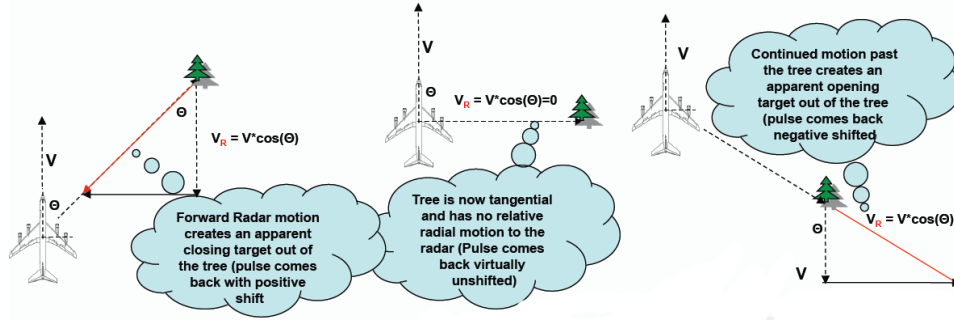 V
Θ
Θ
V_R = V*cos(Θ)
Forward Radar motion
creates an apparent
closing target out of
the tree (pulse comes
back with positive
shift
V
Θ
V_R = V*cos(Θ)=0
Tree is now tangential
and has no relative
radial motion to the
radar (Pulse comes
back virtually
unshifted)
V
Continued motion past
the tree creates an
apparent opening
target out of the tree
(pulse comes back
negative shifted
Θ
V_R = V*cos(Θ)
V